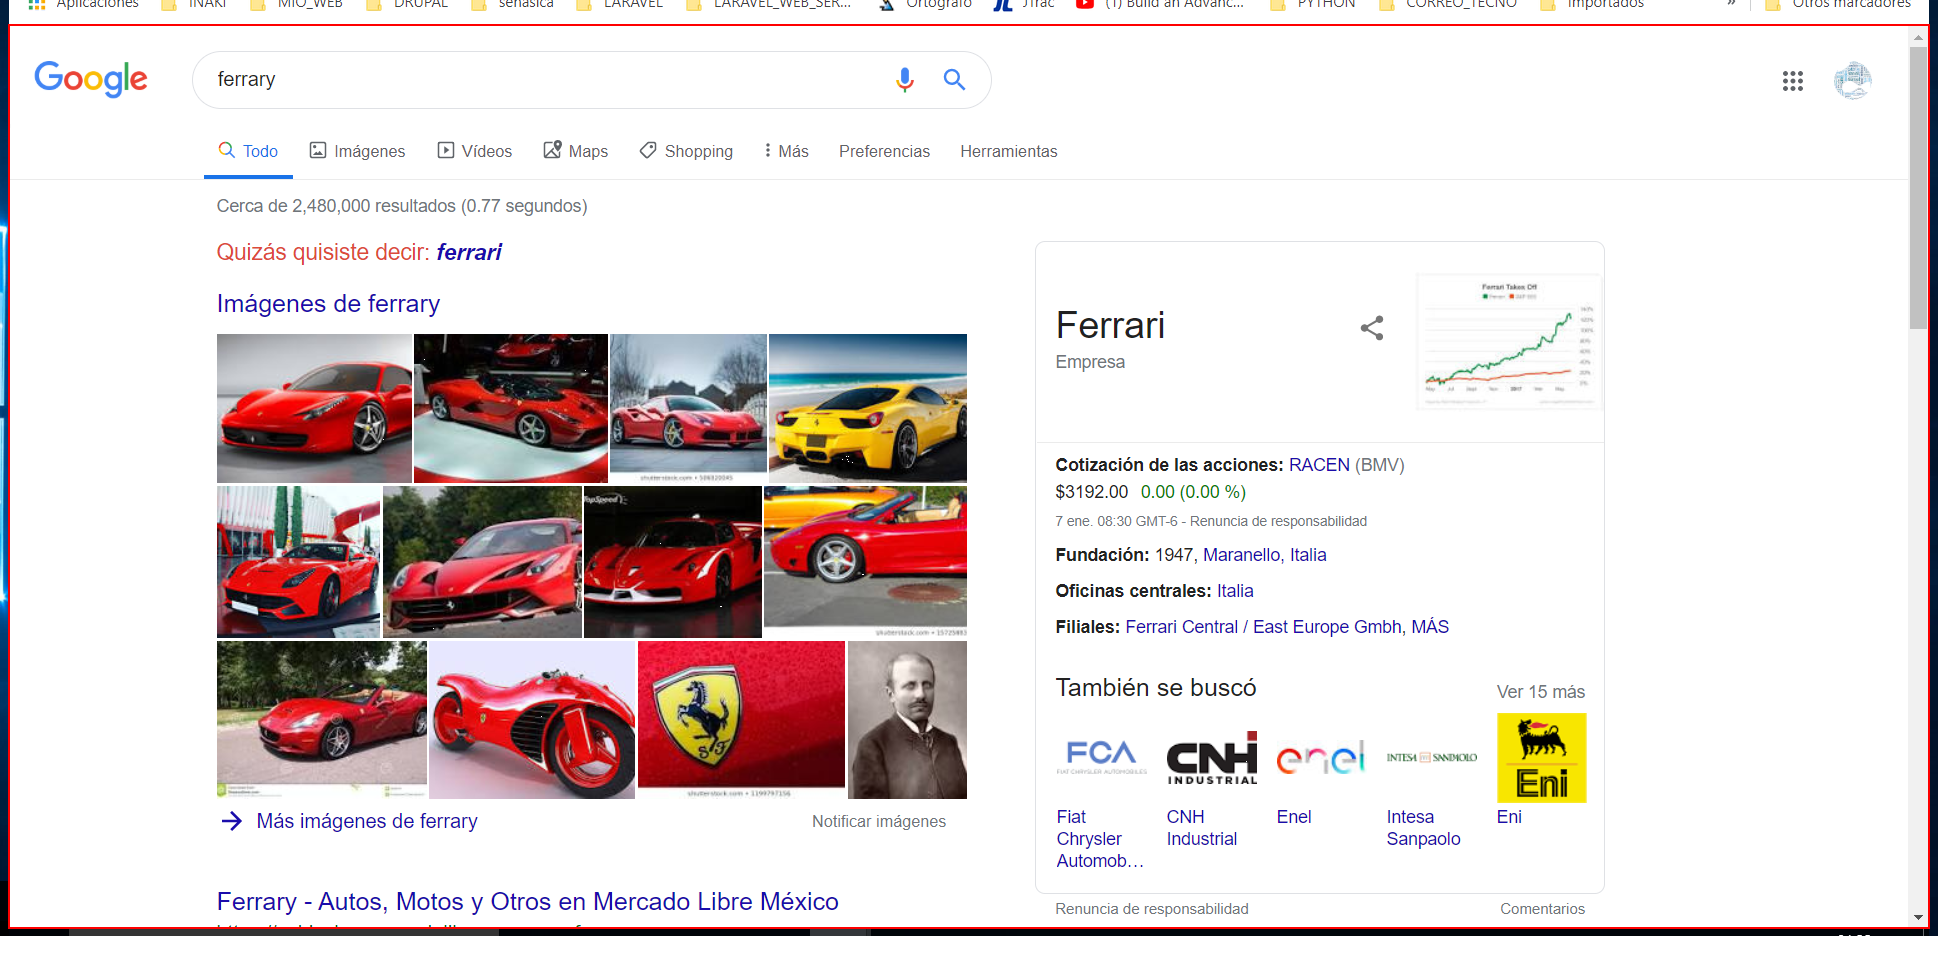 Aplicaciones INAKI MIO_WEB DRUPAL senasica LARAVEL LARAVEL_WEB_SER... Ortografo JTrac (1) Build an Advanc... PYTHON CORREO_TECNO Importados » Otros marcadores
Google
ferrary
Todo Imágenes Vídeos Maps Shopping Más Preferencias Herramientas
Cerca de 2,480,000 resultados (0.77 segundos)
Quizás quisiste decir: ferrari
Imágenes de ferrary
TopSpeed
S F
Más imágenes de ferrary
Notificar imágenes
Ferrary - Autos, Motos y Otros en Mercado Libre México
Ferrari
Empresa
Ferrari Takes Off
Cotización de las acciones: RACEN (BMV)
$3192.00 0.00 (0.00 %)
7 ene. 08:30 GMT-6 - Renuncia de responsabilidad
Fundación: 1947, Maranello, Italia
Oficinas centrales: Italia
Filiales: Ferrari Central / East Europe Gmbh, MÁS
También se buscó
Ver 15 más
FCA
FIAT CHRYSLER AUTOMOBILES
CNH
INDUSTRIAL
enel
INTESA SANPAOLO
Eni
Fiat Chrysler Automob...
CNH Industrial
Enel
Intesa Sanpaolo
Eni
Renuncia de responsabilidad
Comentarios